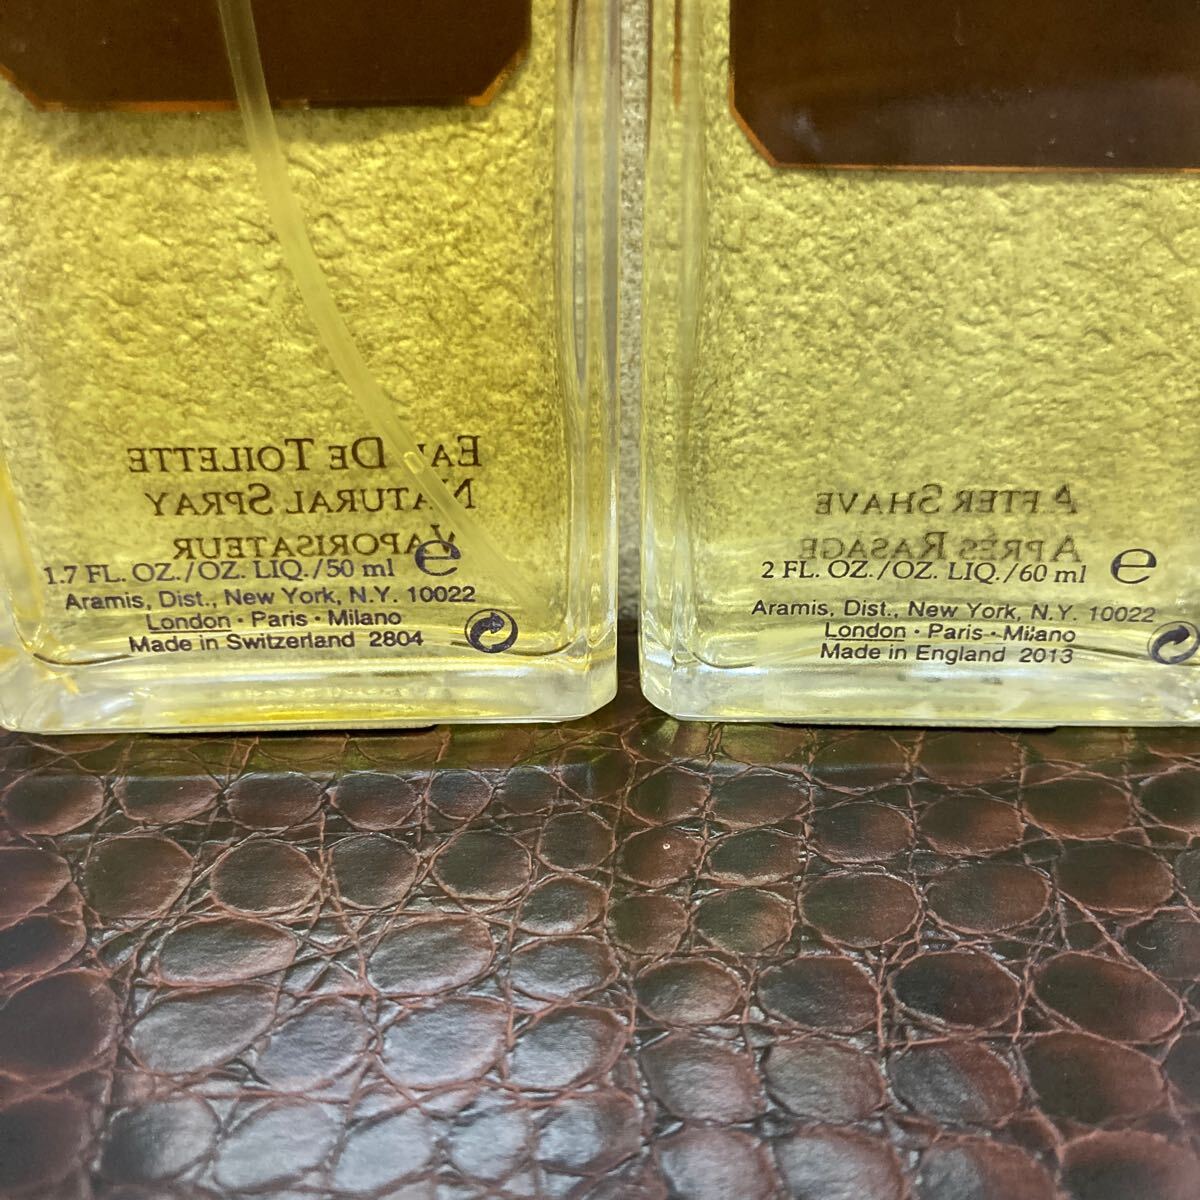 EAU DE TOILETTE
NATURAL SPRAY
VAPORISATEUR
1.7 FL. OZ./OZ. LIQ./50 ml ℮
Aramis, Dist., New York, N.Y. 10022
London · Paris · Milano
Made in Switzerland 2804
AFTER SHAVE
APRÈS RASAGE
2 FL. OZ./OZ. LIQ./60 ml ℮
Aramis, Dist., New York, N.Y. 10022
London · Paris · Milano
Made in England 2013